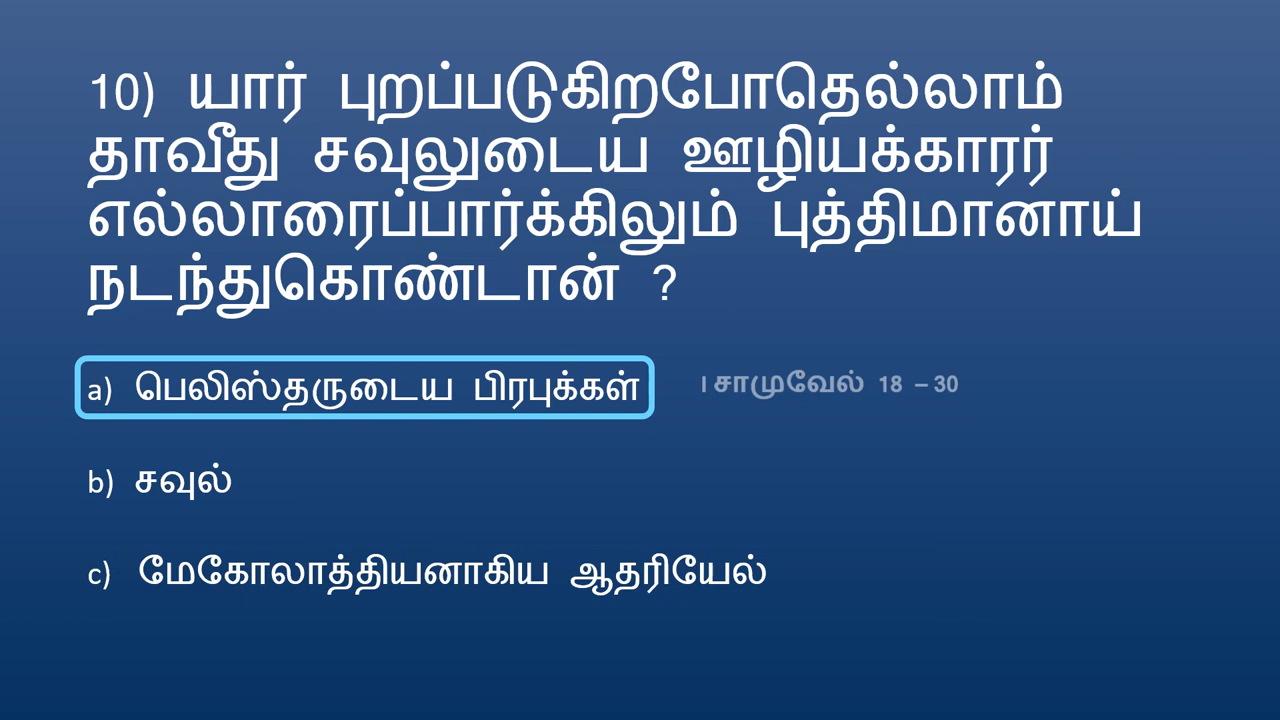 10) யார் புறப்படுகிறபோதெல்லாம்
தாவீது சவுலுடைய ஊழியக்காரர்
எல்லாரைப்பார்க்கிலும் புத்திமானாய்
நடந்துகொண்டான் ?
a) பெலிஸ்தருடைய பிரபுக்கள்
I சாமுவேல் 18 – 30
b) சவுல்
c) மேகோலாத்தியனாகிய ஆதரியேல்